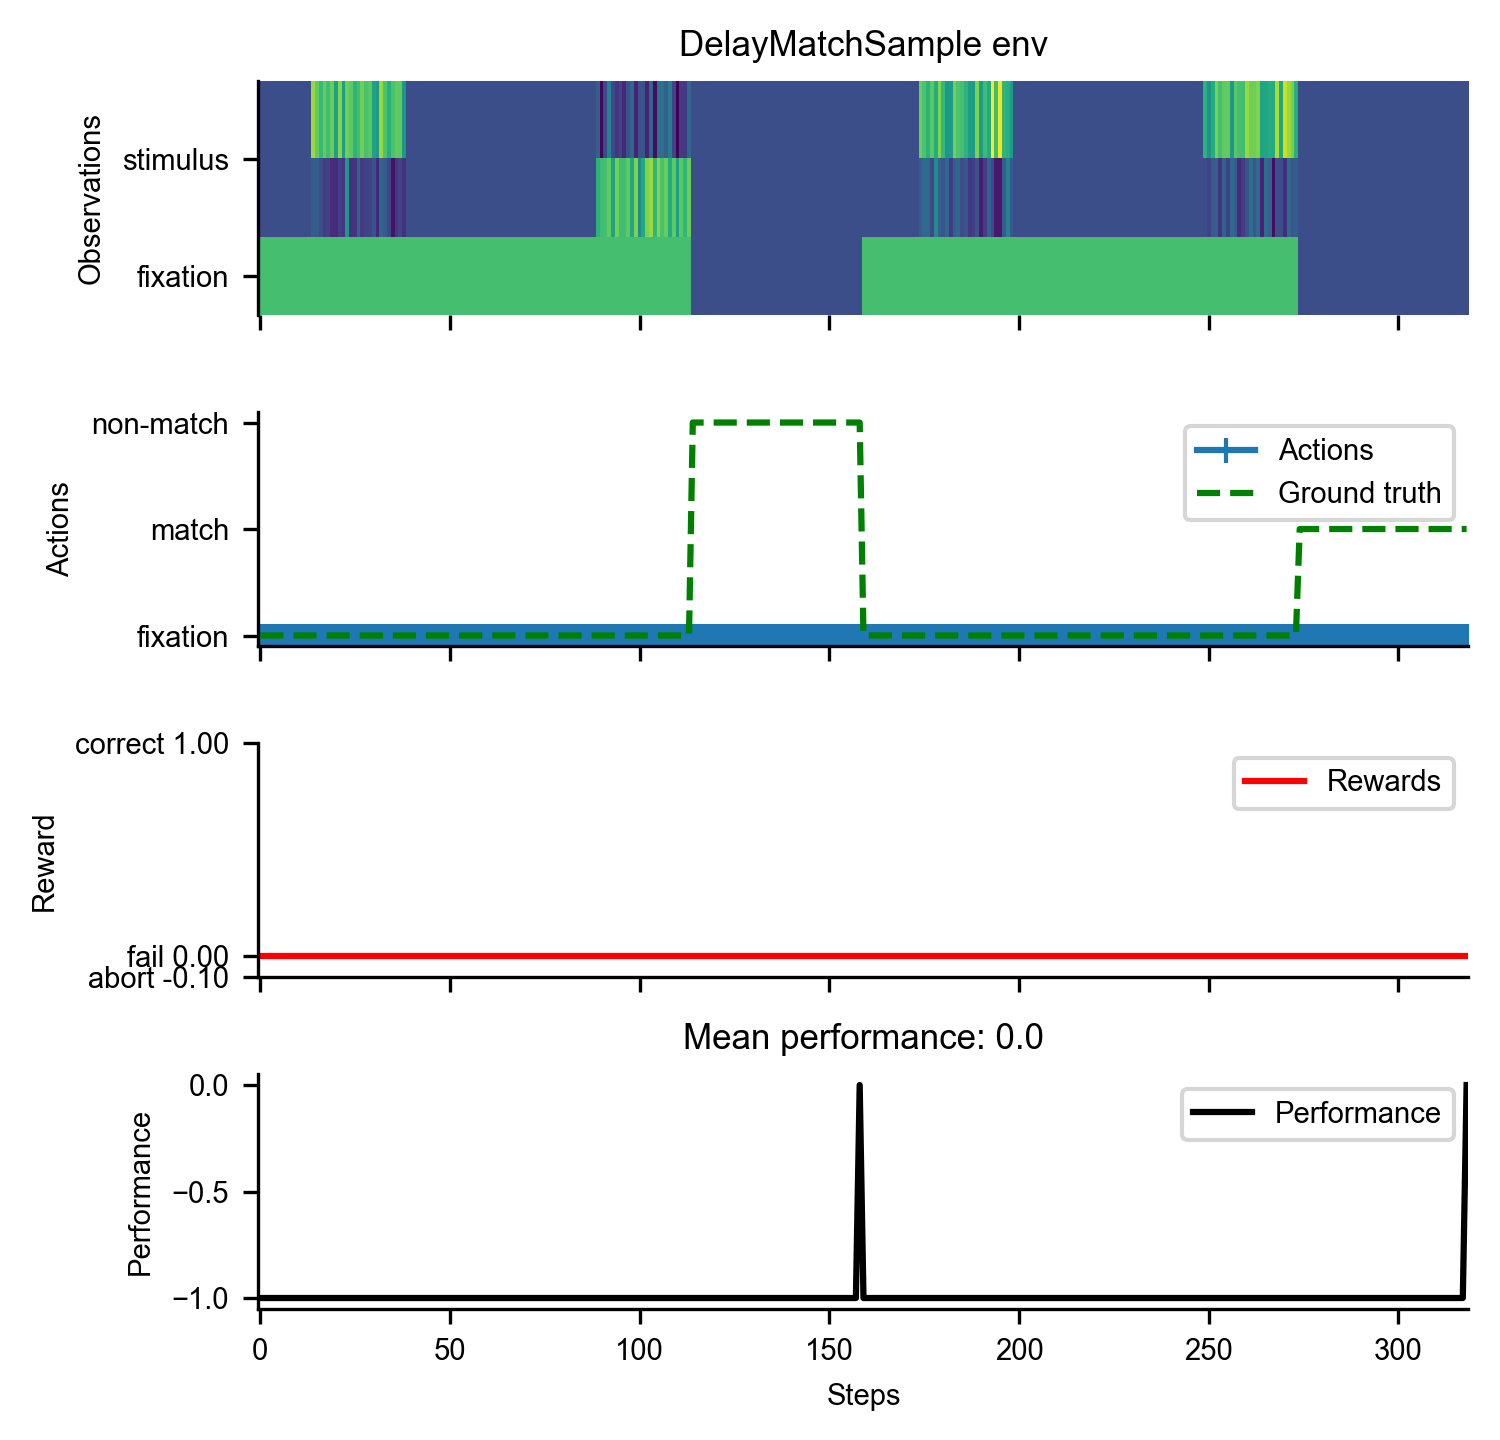 DelayMatchSample env
Observations
stimulus
fixation
Actions
non-match
match
fixation
Actions
Ground truth
Reward
correct 1.00
fail 0.00
abort -0.10
Rewards
Mean performance: 0.0
Performance
0.0
−0.5
−1.0
Performance
0 50 100 150 200 250 300
Steps